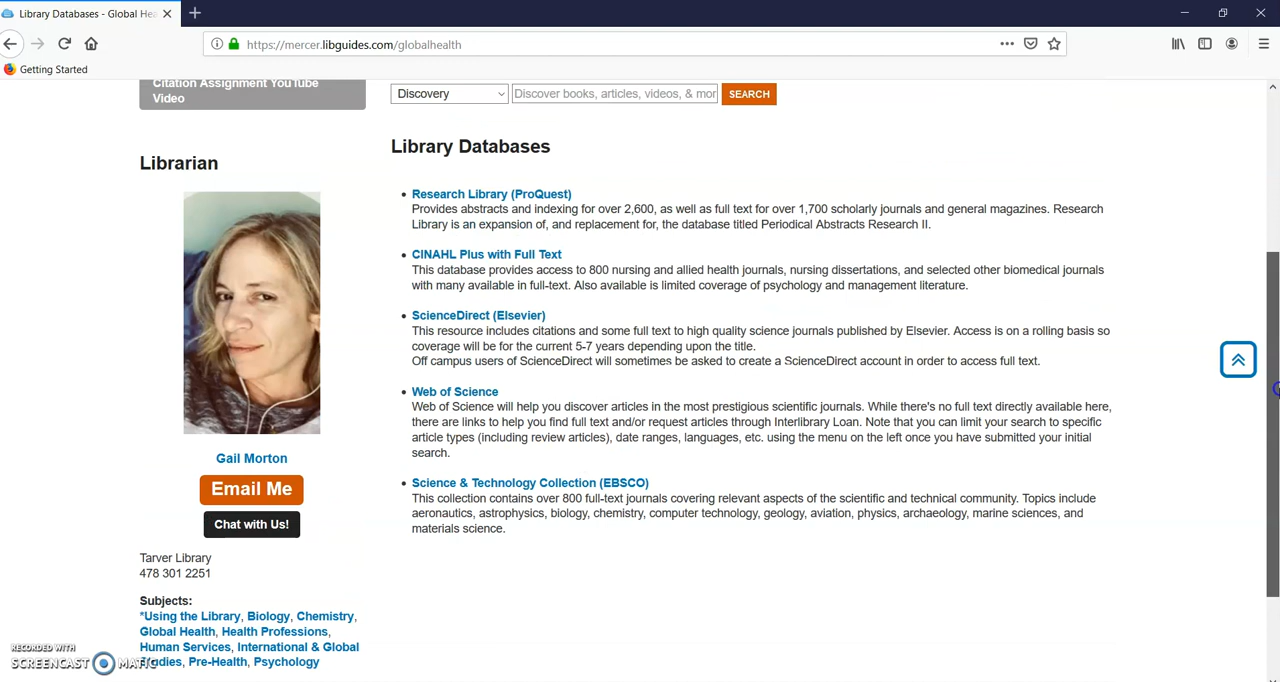 Library Databases - Global Hea
https://mercer.libguides.com/globalhealth
Getting Started
Citation Assignment YouTube
Video
Discovery
Discover books, articles, videos, & mor
SEARCH
Librarian
Gail Morton
Email Me
Chat with Us!
Tarver Library
478 301 2251
Subjects:
*Using the Library, Biology, Chemistry,
Global Health, Health Professions,
Human Services, International & Global
Studies, Pre-Health, Psychology
Library Databases
• Research Library (ProQuest)
Provides abstracts and indexing for over 2,600, as well as full text for over 1,700 scholarly journals and general magazines. Research
Library is an expansion of, and replacement for, the database titled Periodical Abstracts Research II.
• CINAHL Plus with Full Text
This database provides access to 800 nursing and allied health journals, nursing dissertations, and selected other biomedical journals
with many available in full-text. Also available is limited coverage of psychology and management literature.
• ScienceDirect (Elsevier)
This resource includes citations and some full text to high quality science journals published by Elsevier. Access is on a rolling basis so
coverage will be for the current 5-7 years depending upon the title.
Off campus users of ScienceDirect will sometimes be asked to create a ScienceDirect account in order to access full text.
• Web of Science
Web of Science will help you discover articles in the most prestigious scientific journals. While there's no full text directly available here,
there are links to help you find full text and/or request articles through Interlibrary Loan. Note that you can limit your search to specific
article types (including review articles), date ranges, languages, etc. using the menu on the left once you have submitted your initial
search.
• Science & Technology Collection (EBSCO)
This collection contains over 800 full-text journals covering relevant aspects of the scientific and technical community. Topics include
aeronautics, astrophysics, biology, chemistry, computer technology, geology, aviation, physics, archaeology, marine sciences, and
materials science.
RECORDED WITH
SCREENCAST MATIC